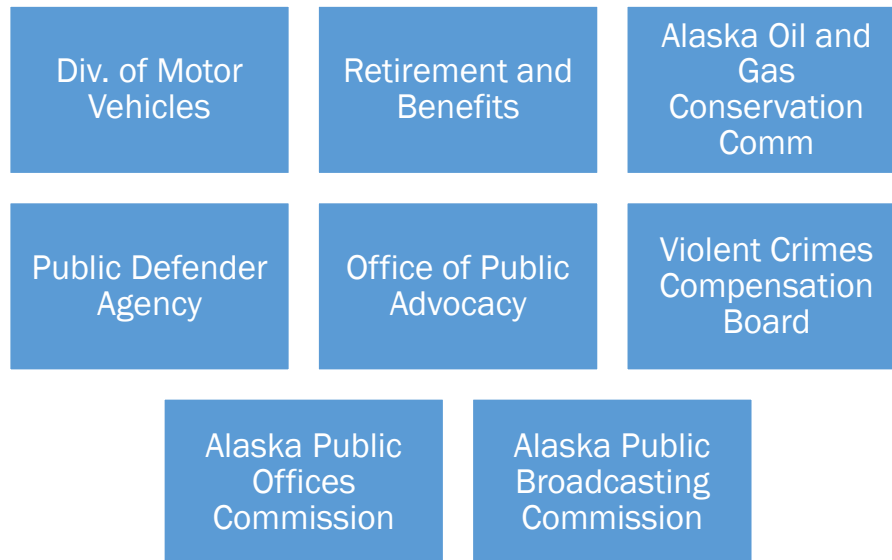 Div. of Motor
Vehicles
Retirement and
Benefits
Alaska Oil and
Gas
Conservation
Comm
Public Defender
Agency
Office of Public
Advocacy
Violent Crimes
Compensation
Board
Alaska Public
Offices
Commission
Alaska Public
Broadcasting
Commission